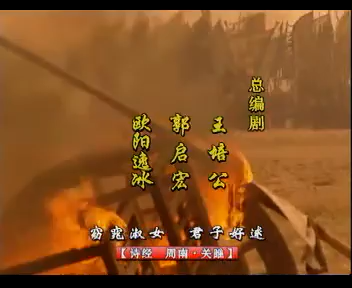 总编剧
王培公
郭启宏
欧阳逸冰
窈窕淑女 君子好逑
【诗经 周南·关雎】